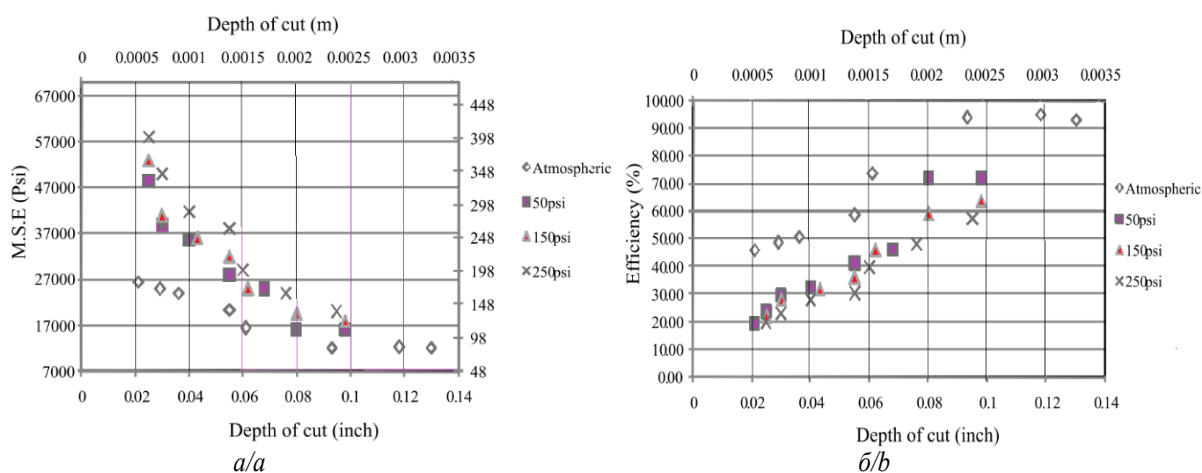 Depth of cut (m)
0 0.0005 0.001 0.0015 0.002 0.0025 0.003 0.0035
M.S.E (Psi)
67000
57000
47000
37000
27000
17000
7000
448
398
348
298
248
198
148
98
48
Atmospheric
50psi
150psi
250psi
0 0.02 0.04 0.06 0.08 0.1 0.12 0.14
Depth of cut (inch)
a/a
Depth of cut (m)
0 0.0005 0.001 0.0015 0.002 0.0025 0.003 0.0035
Efficiency (%)
100.00
90.00
80.00
70.00
60.00
50.00
40.00
30.00
20.00
10.00
0.00
Atmospheric
50psi
150psi
250psi
0 0.02 0.04 0.06 0.08 0.1 0.12 0.14
Depth of cut (inch)
б/b